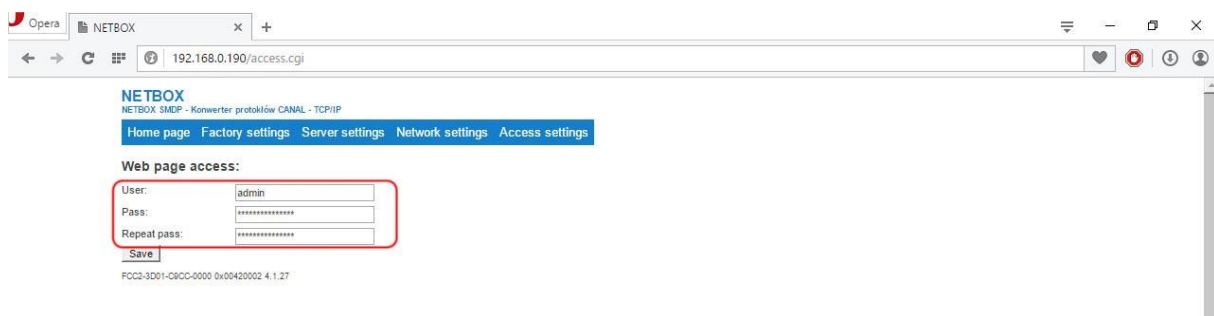 Opera
NETBOX
192.168.0.190/access.cgi
NETBOX
NETBOX SMDP - Konwerter protokłów CANAL - TCP/IP
Home page Factory settings Server settings Network settings Access settings
Web page access:
User: admin
Pass: ***************
Repeat pass: ***************
Save
FCC2-3D01-C9CC-0000 0x00420002 4.1.27